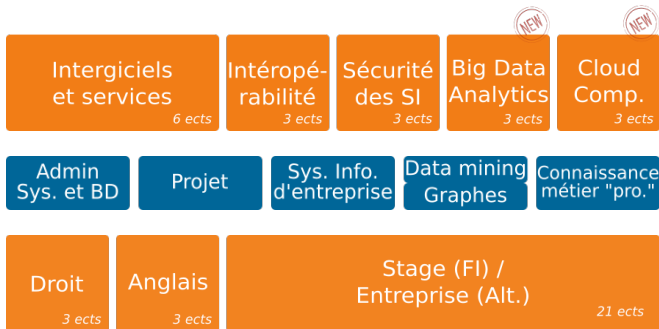 NEW
NEW
Intergiciels
et services
6 ects
Intéropé-
rabilité
3 ects
Sécurité
des SI
3 ects
Big Data
Analytics
3 ects
Cloud
Comp.
3 ects
Admin
Sys. et BD
Projet
Sys. Info.
d'entreprise
Data mining
Graphes
Connaissance
métier "pro."
Droit
3 ects
Anglais
3 ects
Stage (FI) /
Entreprise (Alt.)
21 ects